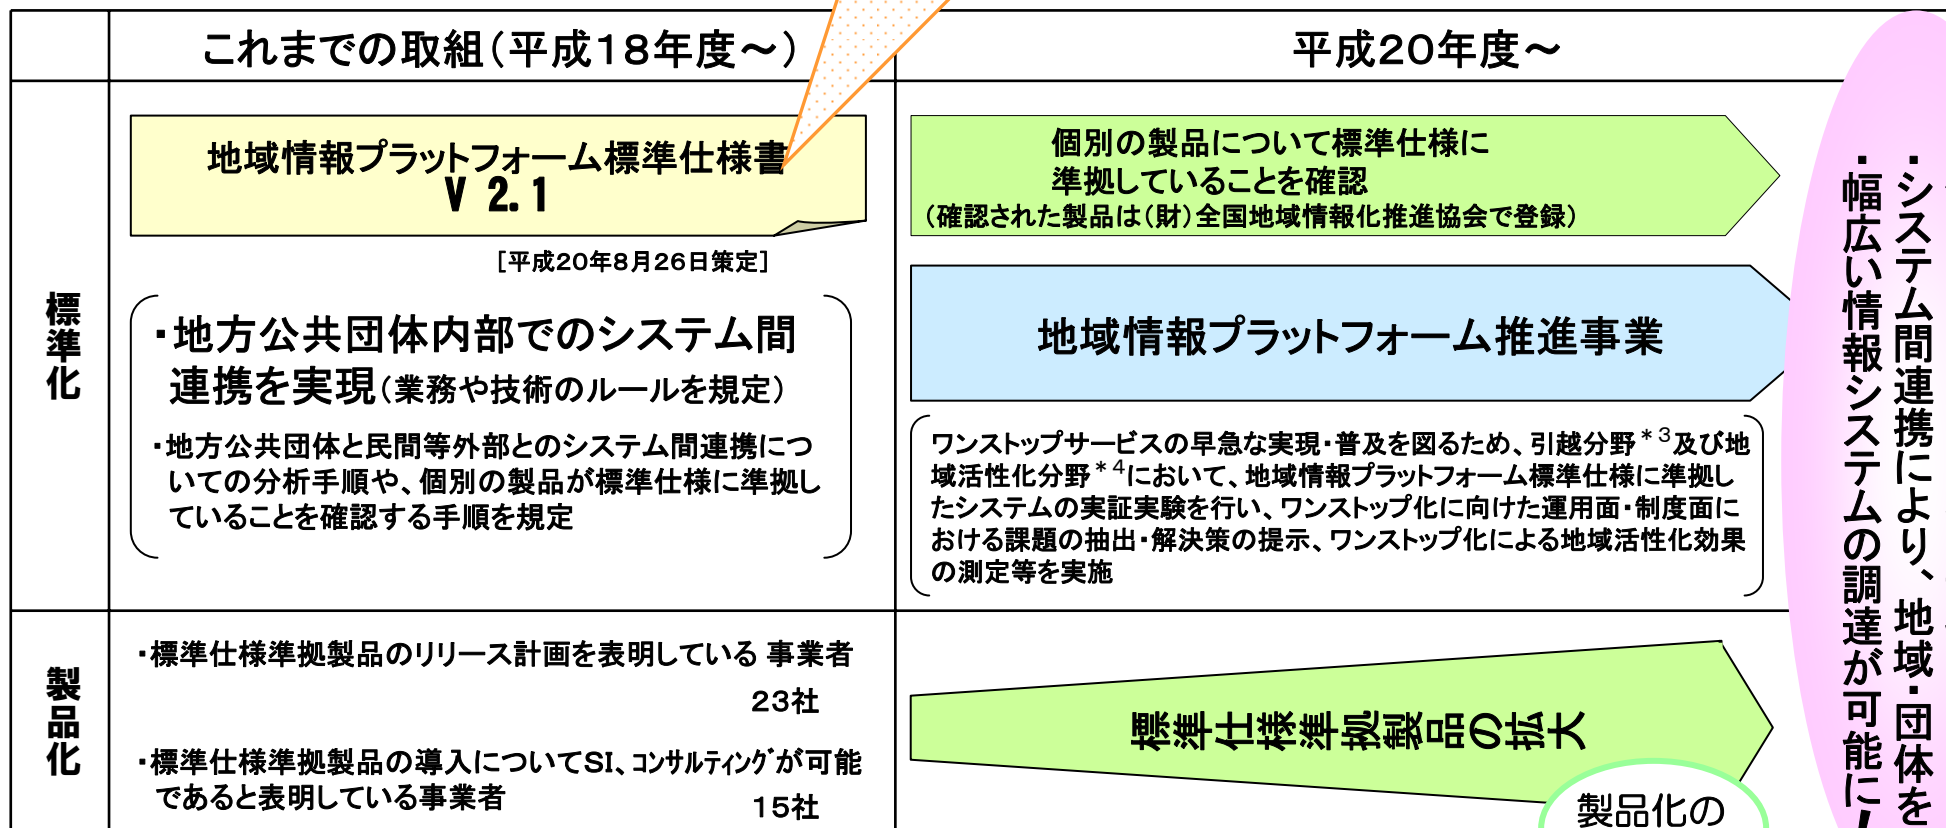 これまでの取組（平成１８年度～）
平成２０年度～
標準化
地域情報プラットフォーム標準仕様書
Ｖ ２.１
［平成２０年８月２６日策定］
・地方公共団体内部でのシステム間
連携を実現（業務や技術のルールを規定）
・地方公共団体と民間等外部とのシステム間連携につ
いての分析手順や、個別の製品が標準仕様に準拠し
ていることを確認する手順を規定
個別の製品について標準仕様に
準拠していることを確認
（確認された製品は（財）全国地域情報化推進協会で登録）
地域情報プラットフォーム推進事業
ワンストップサービスの早急な実現・普及を図るため、引越分野＊３及び地
域活性化分野＊４において、地域情報プラットフォーム標準仕様に準拠し
たシステムの実証実験を行い、ワンストップ化に向けた運用面・制度面に
おける課題の抽出・解決策の提示、ワンストップ化による地域活性化効果
の測定等を実施
製品化
・標準仕様準拠製品のリリース計画を表明している 事業者
２３社
・標準仕様準拠製品の導入についてSI、ｺﾝｻﾙﾃｨﾝｸﾞが可能
であると表明している事業者
１５社
標準仕様準拠製品の拡大
製品化の
・システム間連携により、地域・団体を
・幅広い情報システムの調達が可能に！